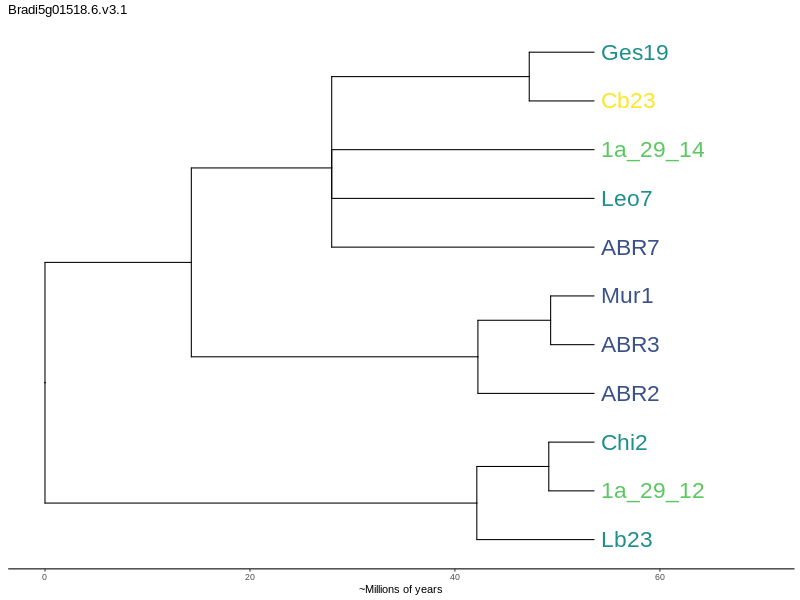 Bradi5g01518.6.v3.1
Ges19
Cb23
1a_29_14
Leo7
ABR7
Mur1
ABR3
ABR2
Chi2
1a_29_12
Lb23
0 20 40 60
~Millions of years